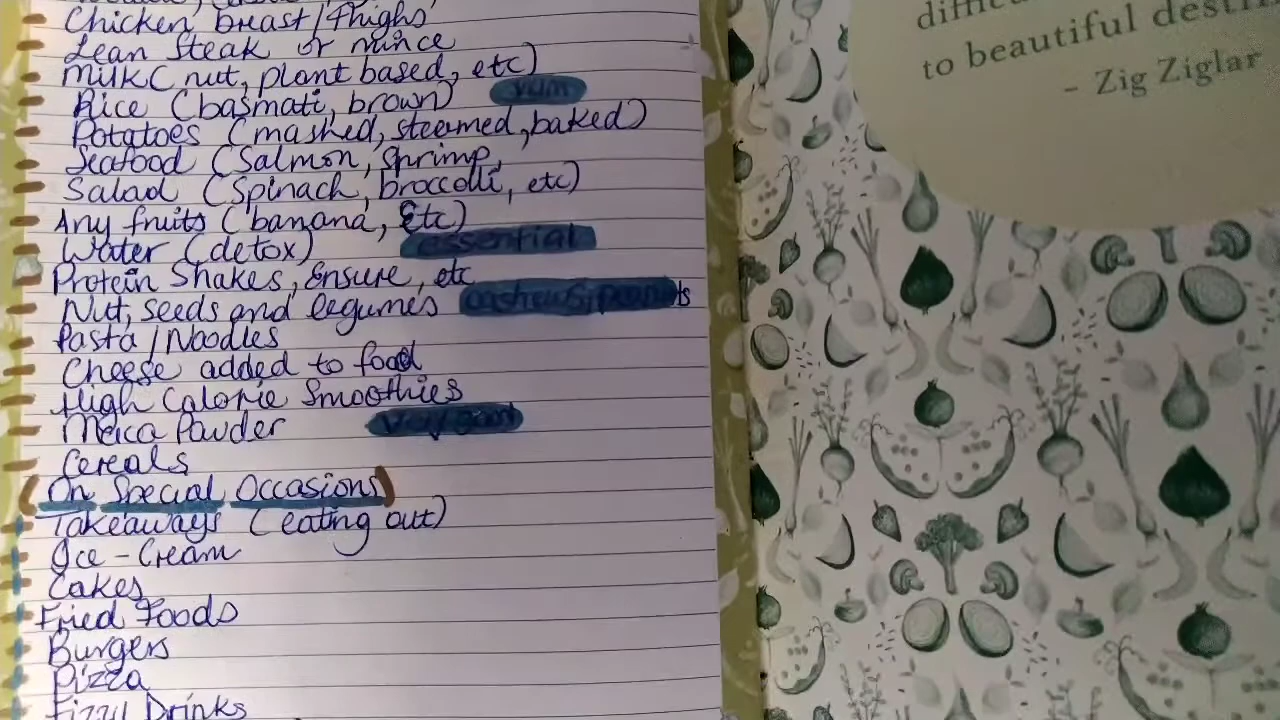 Chicken breast/Thighs
Lean Steak or mince
Milk ( nut, plant based, etc)
Rice (basmati, brown) yum
Potatoes (mashed, steamed, baked)
Seafood (Salmon, shrimp,
Salad (Spinach, broccolli, etc)
Any fruits (banana, etc)
Water (detox) essential
Protein Shakes, Ensure, etc
Nut, seeds and legumes cashews, peanuts
Pasta/Noodles
Cheese added to food
High Calorie Smoothies
Maca Powder
Cereals
(On Special Occasions)
Takeaways (eating out)
Ice-Cream
Cakes
Fried Foods
Burgers
Pizza
Fizzy Drinks
to beautiful
- Zig Ziglar